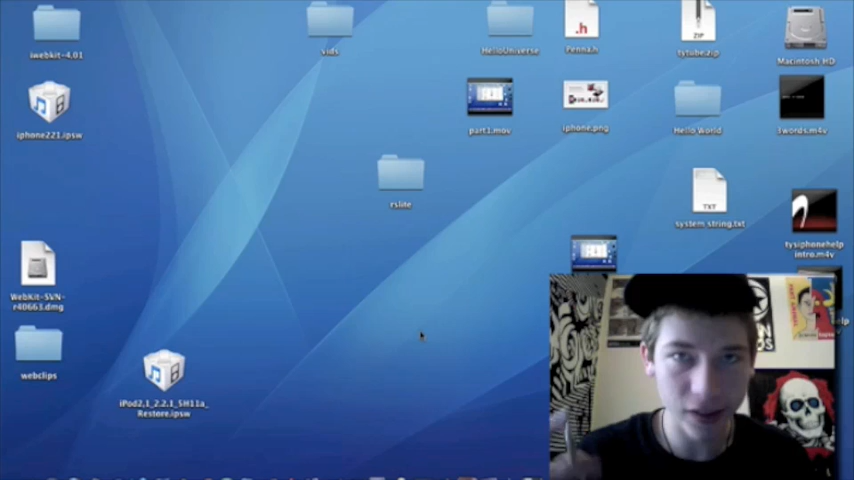 iwebkit-4.01
vids
HelloUniverse
Penna.h
tytube.zip
Macintosh HD
iphone221.ipsw
part1.mov
iphone.png
Hello World
3words.m4v
rslite
system string.txt
tysiphonehelp
intro.m4v
WebKit-SVN-
r40663.dmg
webclips
iPod2,1_2.2.1_5H11a_
Restore.ipsw
.h
ZIP
TXT